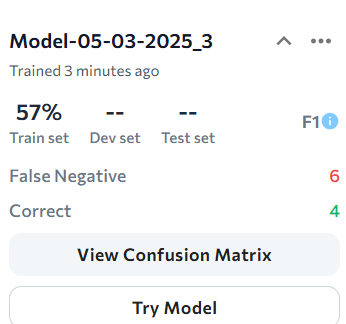 Model-05-03-2025_3
Trained 3 minutes ago
57% -- --
Train set Dev set Test set F1
False Negative 6
Correct 4
View Confusion Matrix
Try Model